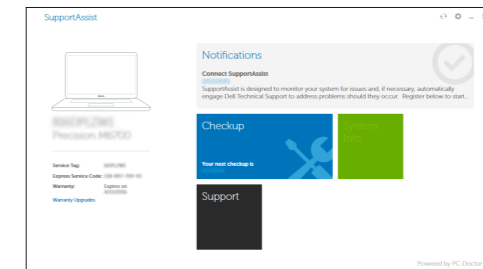 SupportAssist
Notifications
Connect SupportAssist
SupportAssist is designed to monitor your system for issues and, if necessary, automatically
engage Dell Technical Support to address problems should they occur. Register below to start...
Checkup
Your next checkup is
System
Info
Support
Precision M6700
Service Tag:
Express Service Code:
Warranty:
Expires on
Warranty Upgrades
Powered by PC-Doctor